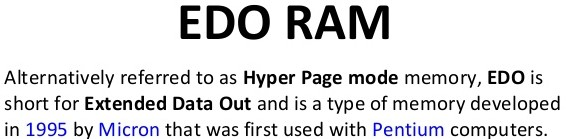 EDO RAM
Alternatively referred to as Hyper Page mode memory, EDO is
short for Extended Data Out and is a type of memory developed
in 1995 by Micron that was first used with Pentium computers.